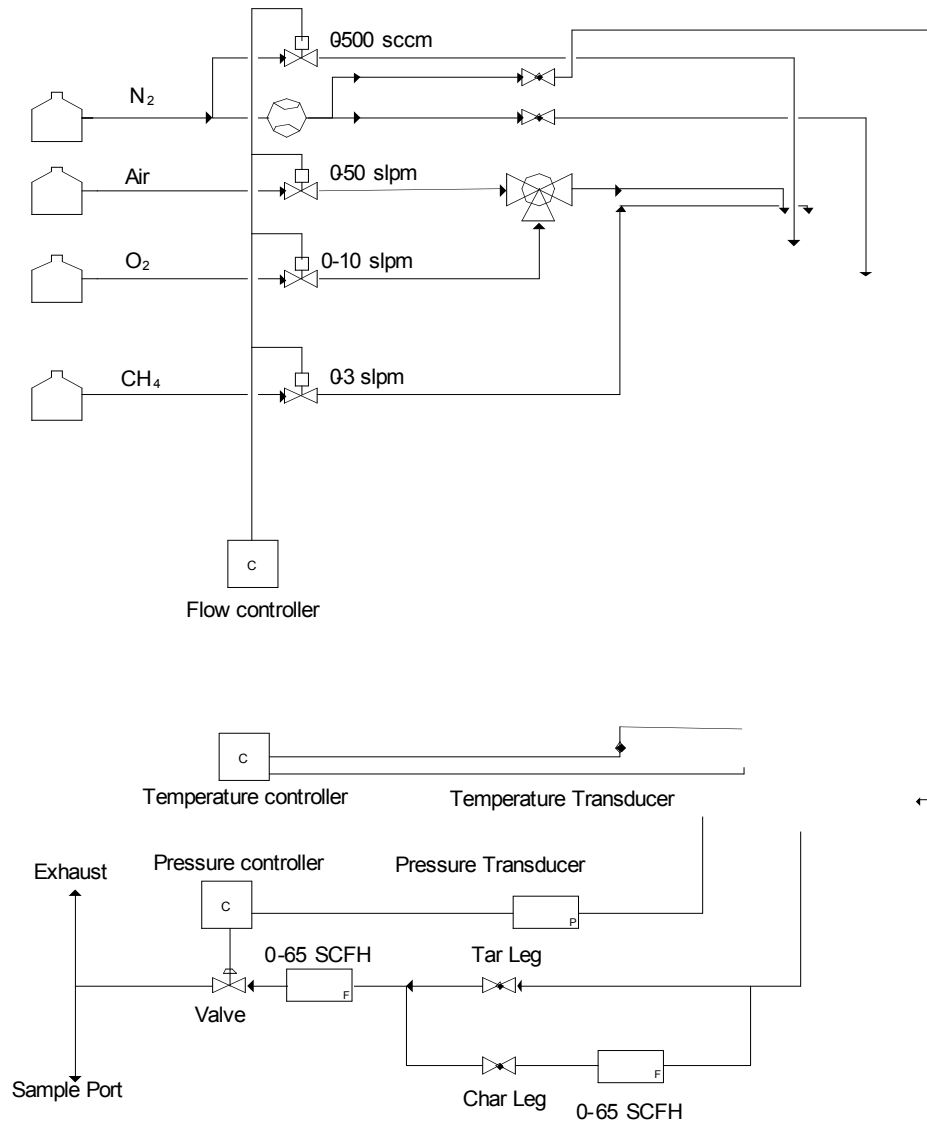 0-500 sccm
N₂
Air
0-50 slpm
O₂
0-10 slpm
CH₄
0-3 slpm
C
Flow controller
C
Temperature controller
Temperature Transducer
Pressure controller
Pressure Transducer
Exhaust
C
P
0-65 SCFH
Tar Leg
F
Valve
Sample Port
Char Leg
F
0-65 SCFH